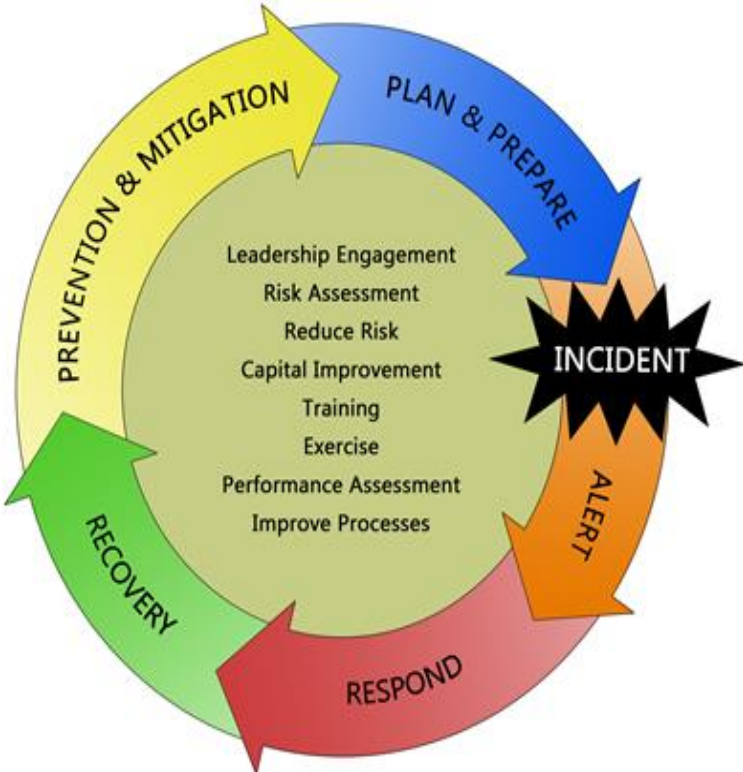 PLAN & PREPARE
INCIDENT
ALERT
RESPOND
RECOVERY
PREVENTION & MITIGATION
Leadership Engagement
Risk Assessment
Reduce Risk
Capital Improvement
Training
Exercise
Performance Assessment
Improve Processes